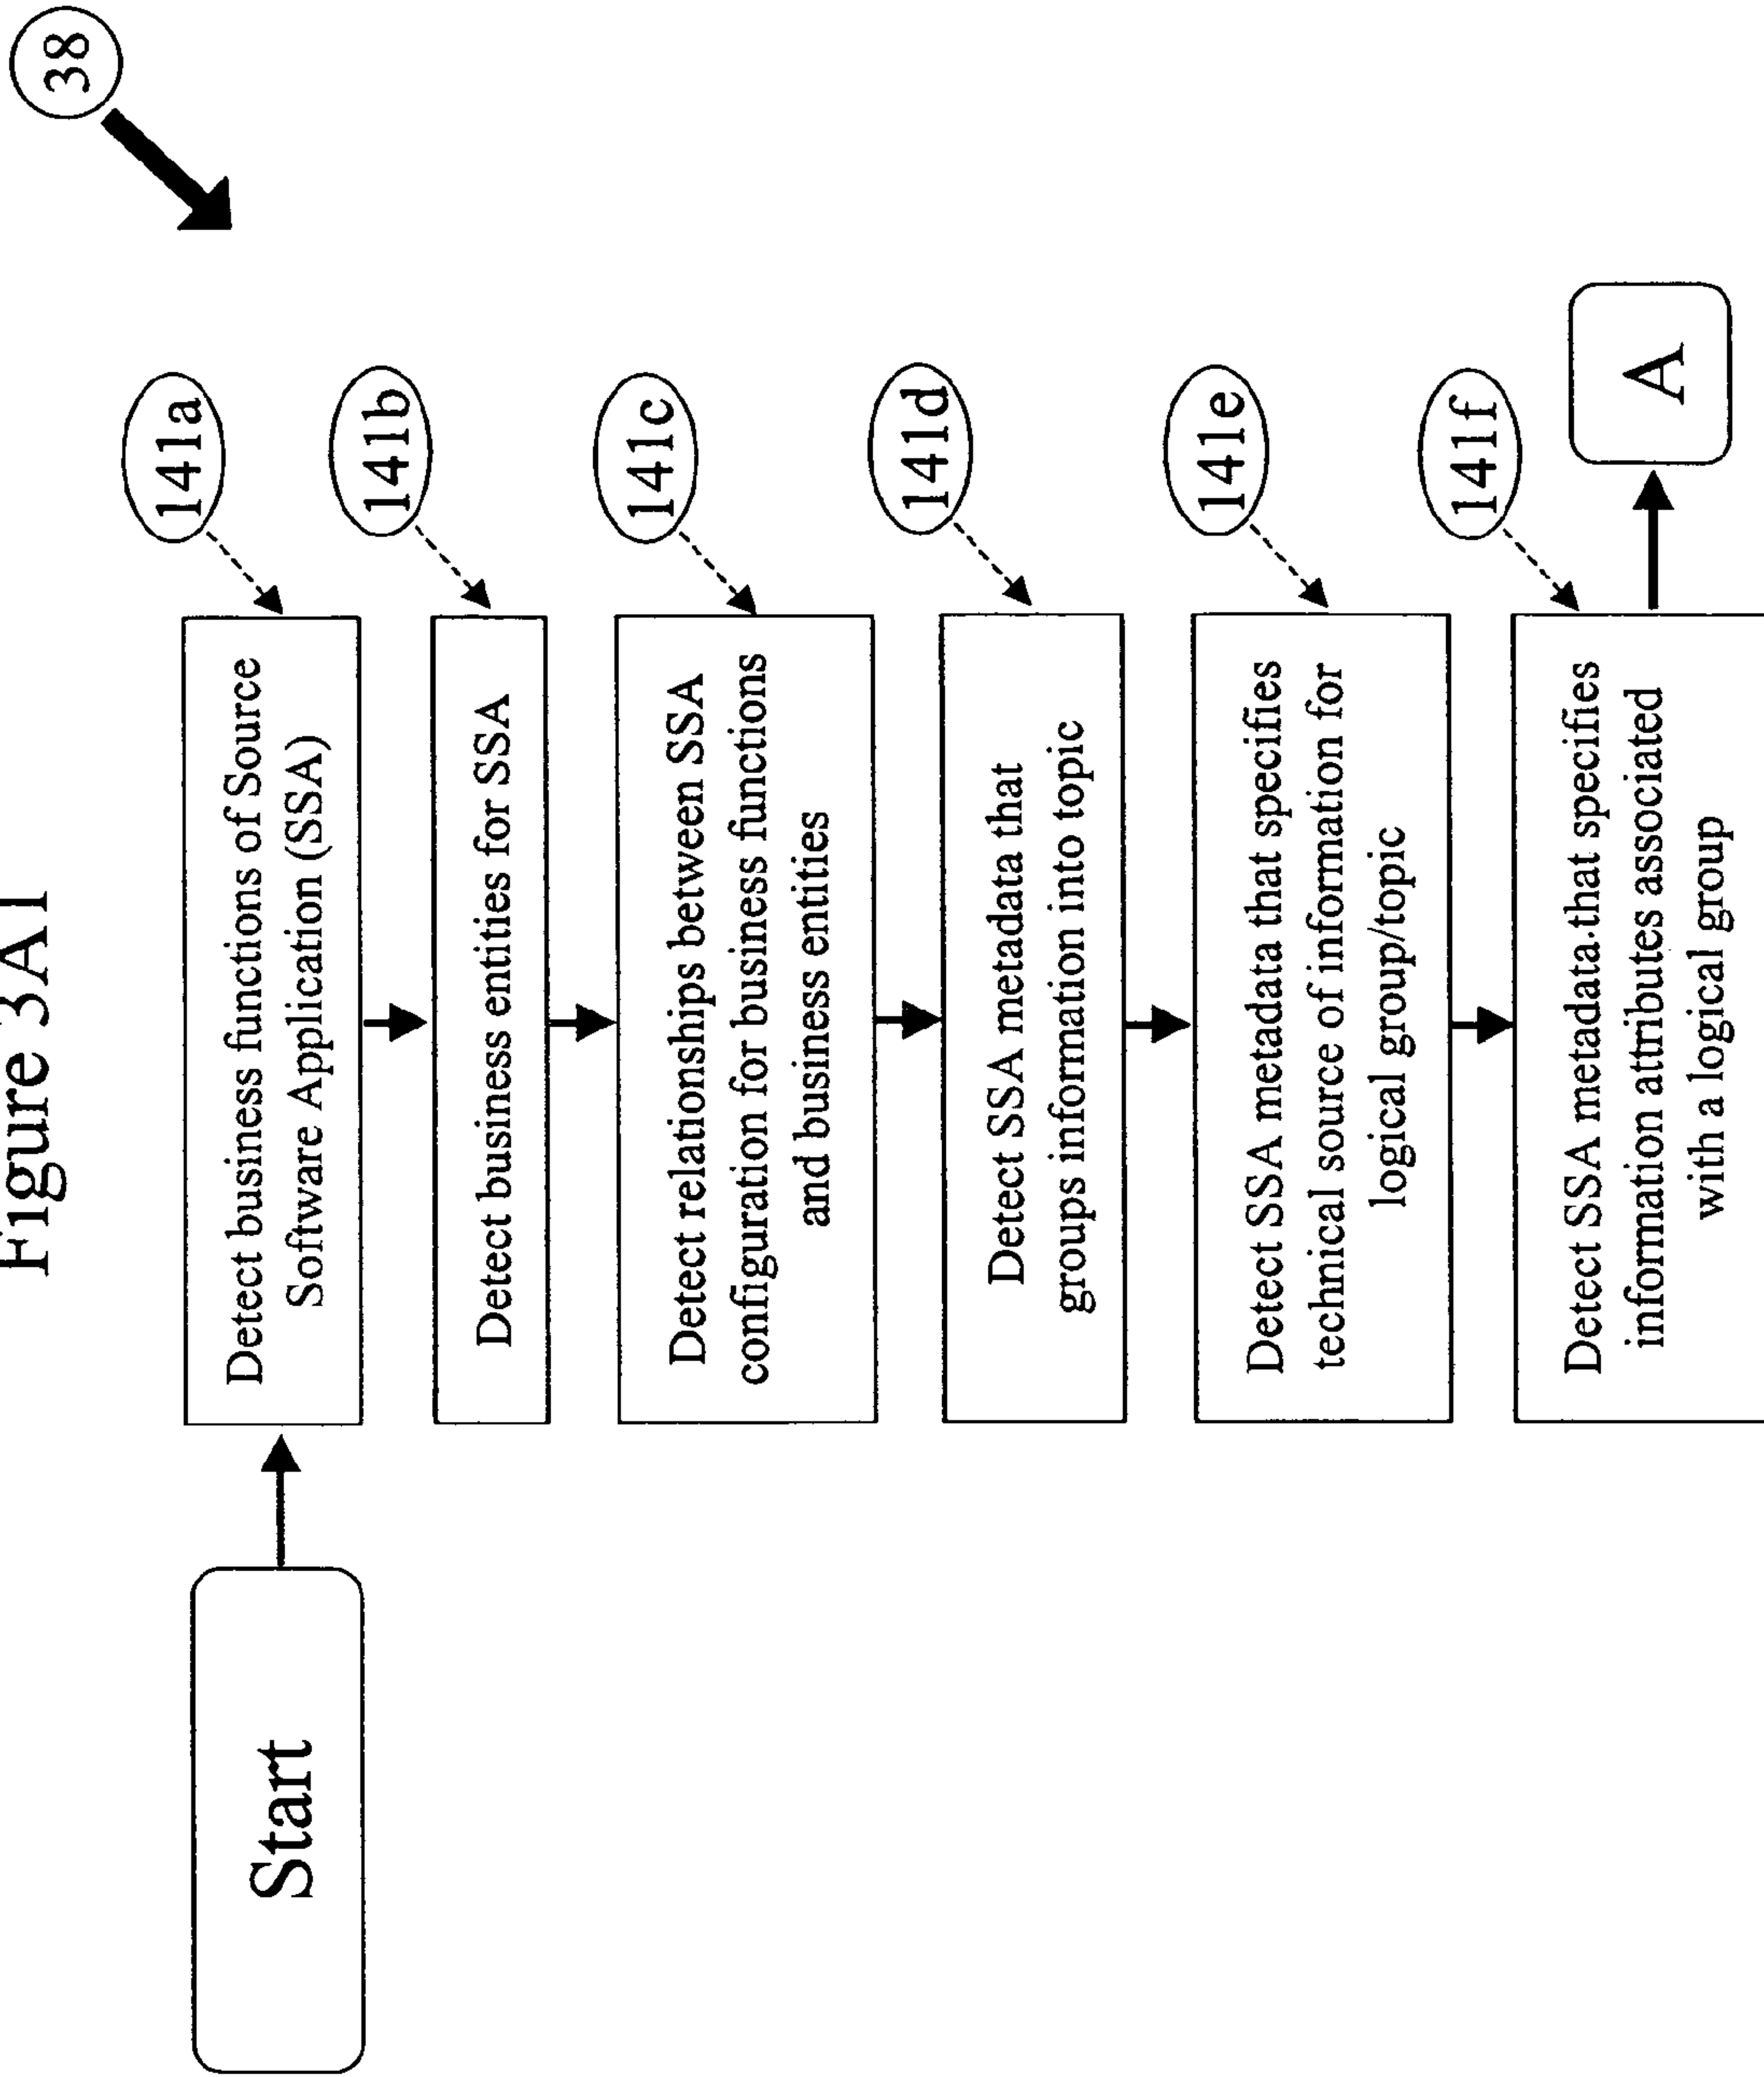 Figure 3A1
38
Start
Detect business functions of Source
Software Application (SSA)
141a
Detect business entities for SSA
141b
Detect relationships between SSA
configuration for business functions
and business entities
141c
Detect SSA metadata that
groups information into topic
141d
Detect SSA metadata that specifies
technical source of information for
logical group/topic
141e
Detect SSA metadata that specifies
information attributes associated
with a logical group
141f
A